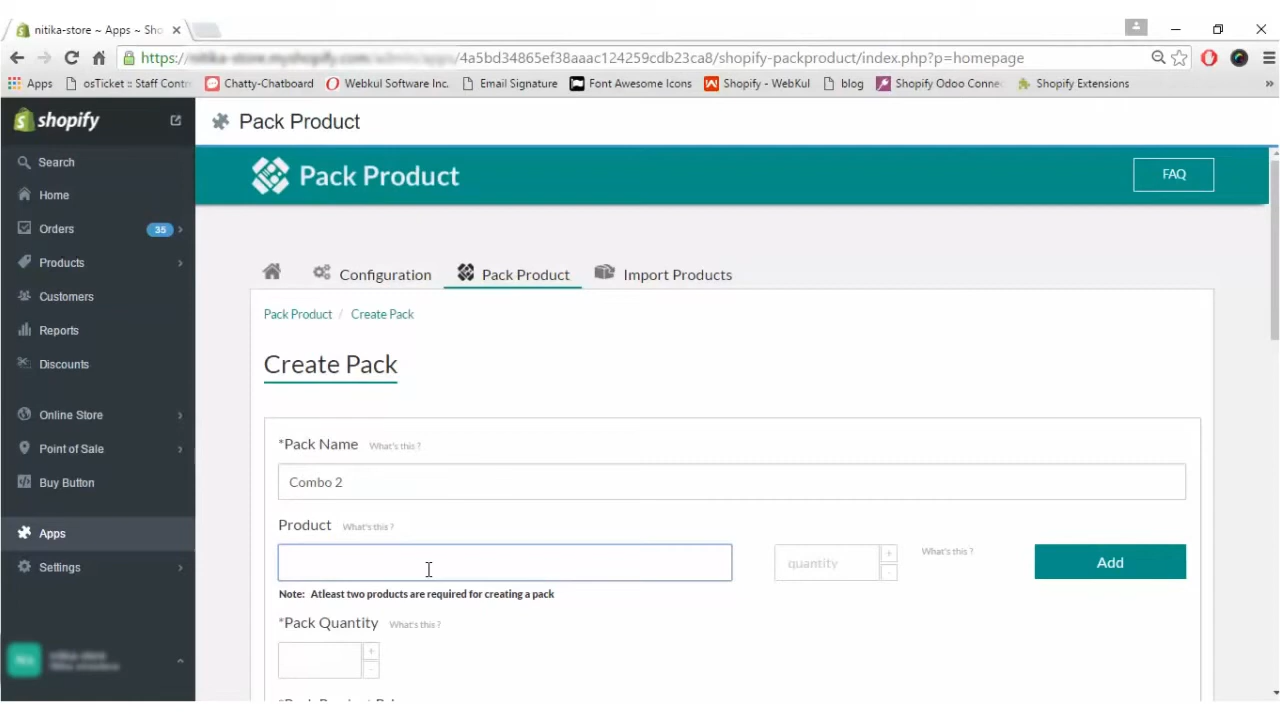 nitika-store ~ Apps ~ Sho
https:// /4a5bd34865ef38aaac124259cdb23ca8/shopify-packproduct/index.php?p=homepage
Apps osTicket :: Staff Contr Chatty-Chatboard Webkul Software Inc. Email Signature Font Awesome Icons Shopify - WebKul blog Shopify Odoo Conne Shopify Extensions »
shopify
Pack Product
Search
Home
Orders 35
Products
Customers
Reports
Discounts
Online Store
Point of Sale
Buy Button
Apps
Settings
Pack Product
FAQ
Configuration Pack Product Import Products
Pack Product / Create Pack
Create Pack
*Pack Name What's this ?
Combo 2
Product What's this ?
quantity + - What's this ? Add
Note: Atleast two products are required for creating a pack
*Pack Quantity What's this ?
+ -